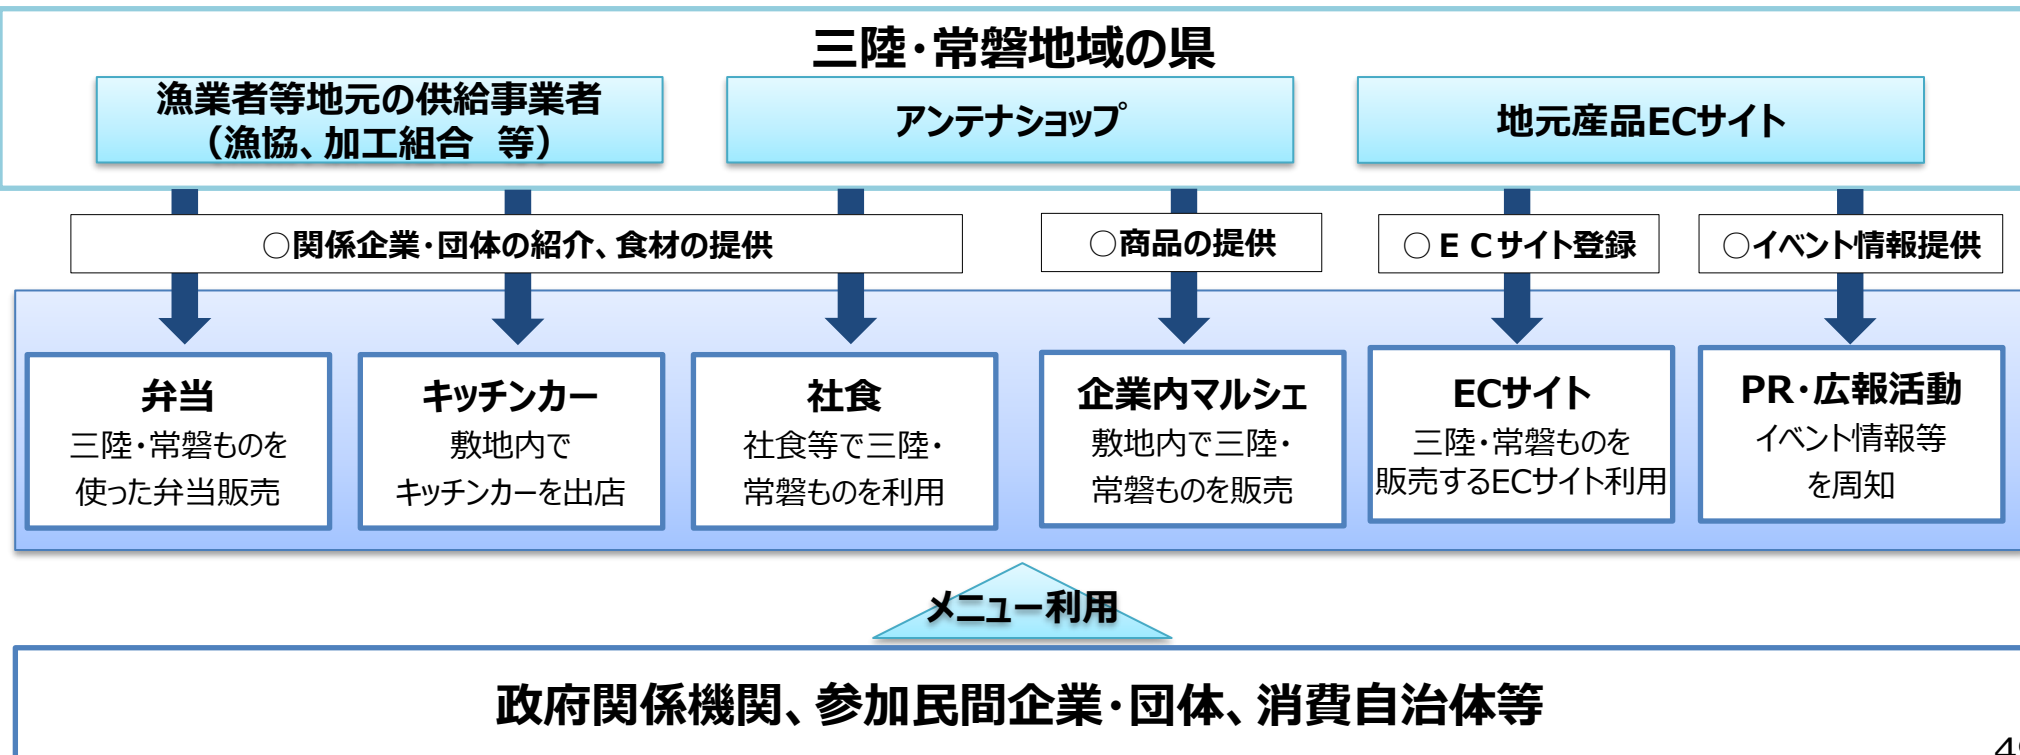 三陸・常磐地域の県
漁業者等地元の供給事業者
（漁協、加工組合　等）
アンテナショップ
地元産品ECサイト
○関係企業・団体の紹介、食材の提供
○商品の提供
○ＥＣサイト登録
○イベント情報提供
弁当
三陸・常磐ものを
使った弁当販売
キッチンカー
敷地内で
キッチンカーを出店
社食
社食等で三陸・
常磐ものを利用
企業内マルシェ
敷地内で三陸・
常磐ものを販売
ECサイト
三陸・常磐ものを
販売するECサイト利用
PR・広報活動
イベント情報等
を周知
メニュー利用
政府関係機関、参加民間企業・団体、消費自治体等